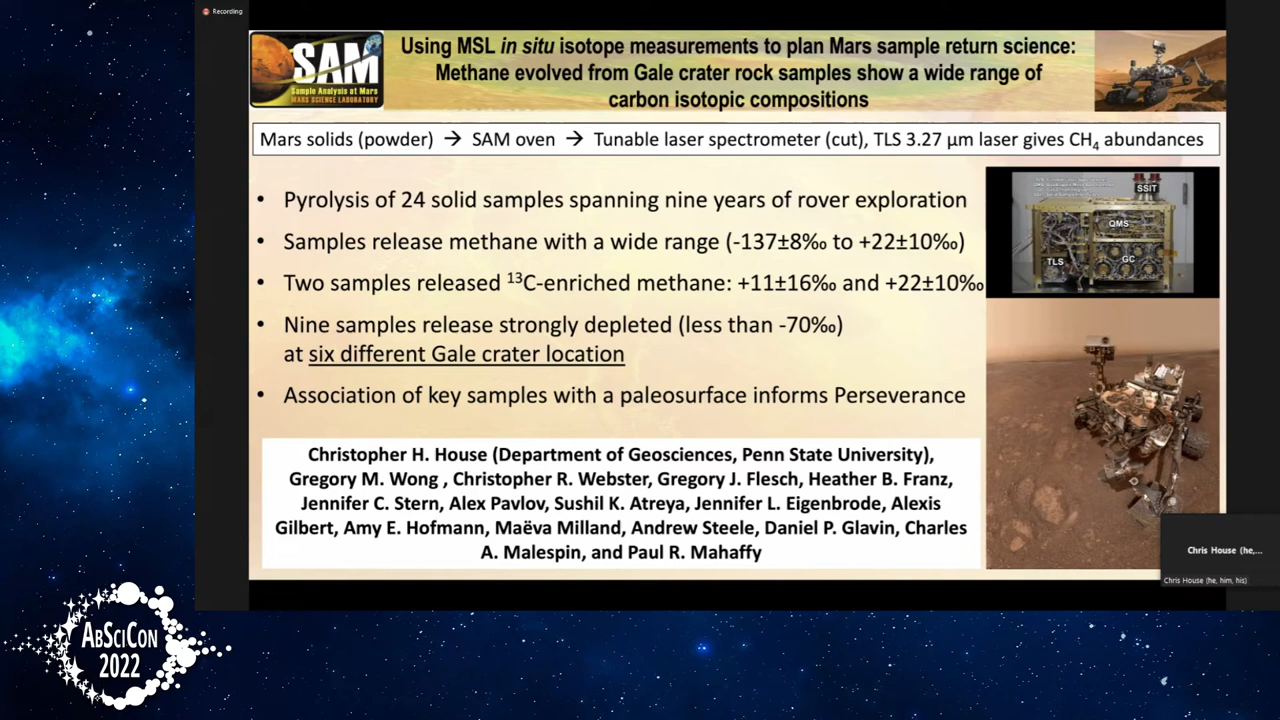 Recording
SAM
Sample Analysis at Mars
MARS SCIENCE LABORATORY
Using MSL in situ isotope measurements to plan Mars sample return science:
Methane evolved from Gale crater rock samples show a wide range of
carbon isotopic compositions
Mars solids (powder) → SAM oven → Tunable laser spectrometer (cut), TLS 3.27 µm laser gives CH₄ abundances
• Pyrolysis of 24 solid samples spanning nine years of rover exploration
• Samples release methane with a wide range (-137±8‰ to +22±10‰)
• Two samples released ¹³C-enriched methane: +11±16‰ and +22±10‰
• Nine samples release strongly depleted (less than -70‰)
at six different Gale crater location
• Association of key samples with a paleosurface informs Perseverance
SSIT
QMS
TLS
GC
Christopher H. House (Department of Geosciences, Penn State University),
Gregory M. Wong , Christopher R. Webster, Gregory J. Flesch, Heather B. Franz,
Jennifer C. Stern, Alex Pavlov, Sushil K. Atreya, Jennifer L. Eigenbrode, Alexis
Gilbert, Amy E. Hofmann, Maëva Milland, Andrew Steele, Daniel P. Glavin, Charles
A. Malespin, and Paul R. Mahaffy
Chris House (he,...
Chris House (he, him, his)
ABSCICON
2022